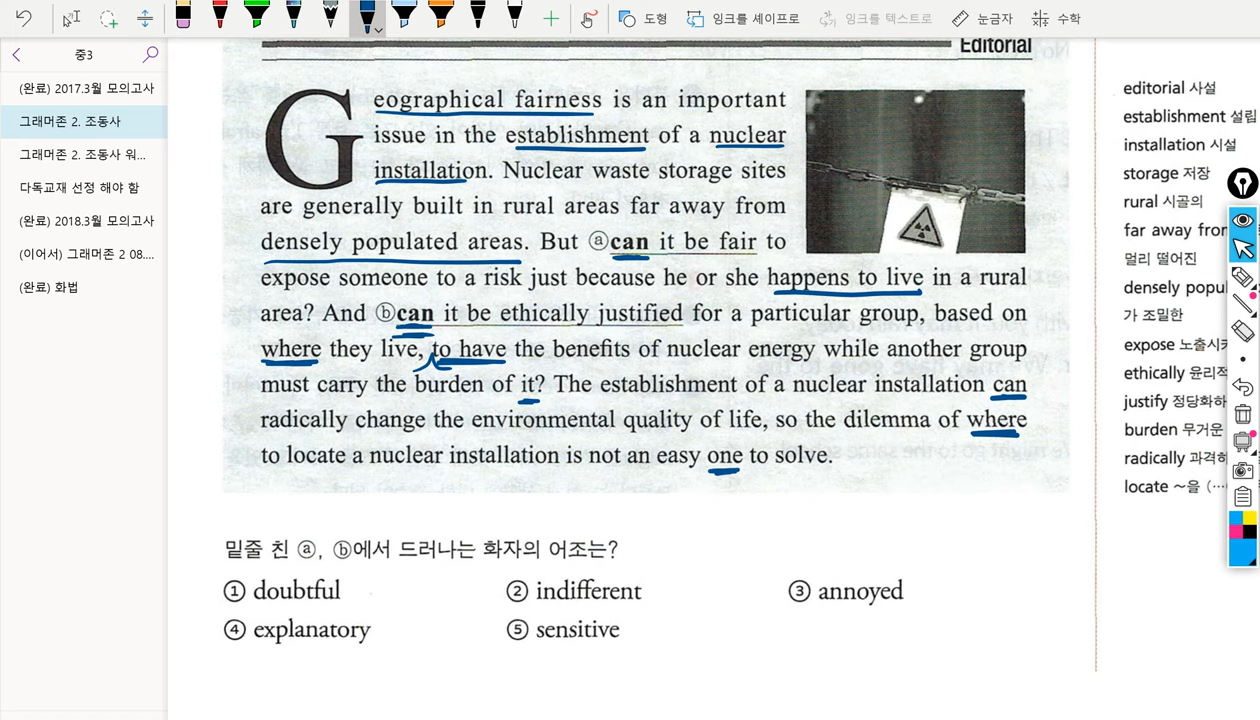 도형
잉크를 셰이프로
잉크를 텍스트로
눈금자
수학
중3
(완료) 2017.3월 모의고사
그래머존 2. 조동사
그래머존 2. 조동사 워...
다독교재 선정 해야 함
(완료) 2018.3월 모의고사
(이어서) 그래머존 2 08....
(완료) 화법
Editorial
Geographical fairness is an important
issue in the establishment of a nuclear
installation. Nuclear waste storage sites
are generally built in rural areas far away from
densely populated areas. But ⓐcan it be fair to
expose someone to a risk just because he or she happens to live in a rural
area? And ⓑcan it be ethically justified for a particular group, based on
where they live, to have the benefits of nuclear energy while another group
must carry the burden of it? The establishment of a nuclear installation can
radically change the environmental quality of life, so the dilemma of where
to locate a nuclear installation is not an easy one to solve.
밑줄 친 ⓐ, ⓑ에서 드러나는 화자의 어조는?
① doubtful
② indifferent
③ annoyed
④ explanatory
⑤ sensitive
editorial 사설
establishment 설립
installation 시설
storage 저장
rural 시골의
far away from
멀리 떨어진
densely popul
가 조밀한
expose 노출시키
ethically 윤리적
justify 정당화하
burden 무거운
radically 과격하
locate ～을 (…